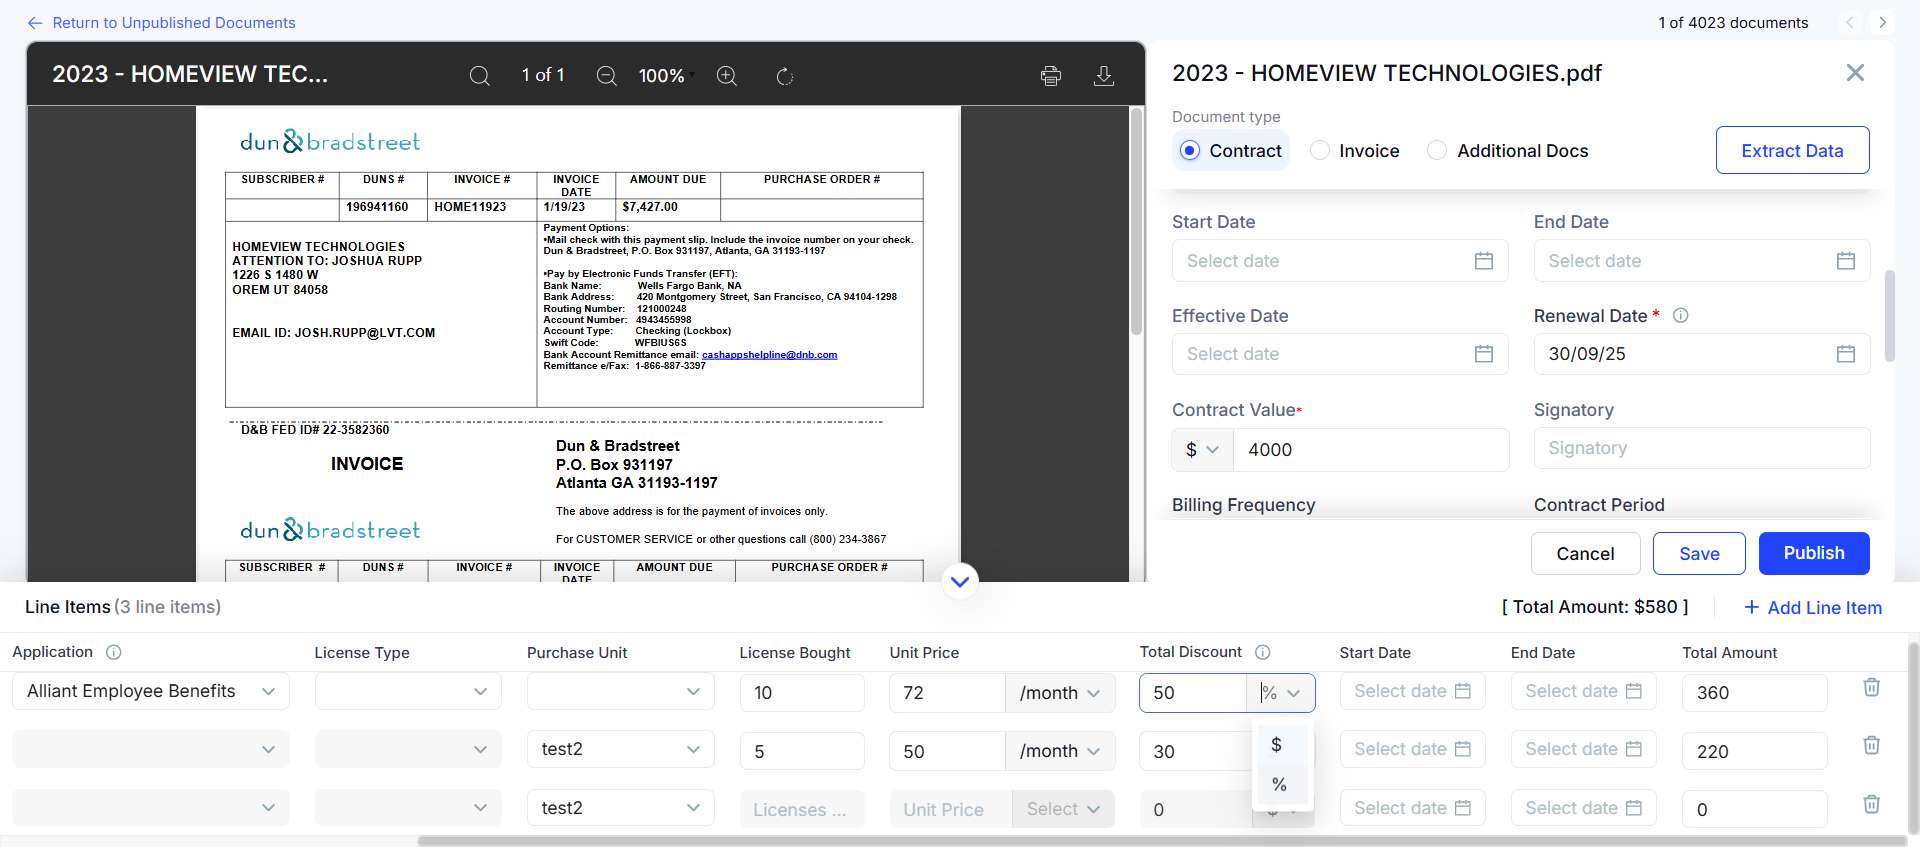 Return to Unpublished Documents
1 of 4023 documents
2023 - HOMEVIEW TEC...
1 of 1
100%
dun&bradstreet
SUBSCRIBER # DUNS # INVOICE # INVOICE DATE AMOUNT DUE PURCHASE ORDER #
196941160 HOME11923 1/19/23 $7,427.00
HOMEVIEW TECHNOLOGIES
ATTENTION TO: JOSHUA RUPP
1226 S 1480 W
OREM UT 84058
EMAIL ID: JOSH.RUPP@LVT.COM
Payment Options:
•Mail check with this payment slip. Include the invoice number on your check.
Dun & Bradstreet, P.O. Box 931197, Atlanta, GA 31193-1197
•Pay by Electronic Funds Transfer (EFT):
Bank Name: Wells Fargo Bank, NA
Bank Address: 420 Montgomery Street, San Francisco, CA 94104-1298
Routing Number: 121000248
Account Number: 4943455998
Account Type: Checking (Lockbox)
Swift Code: WFBIUS6S
Bank Account Remittance email: cashappshelpline@dnb.com
Remittance e/Fax: 1-866-887-3397
D&B FED ID# 22-3582360
INVOICE
Dun & Bradstreet
P.O. Box 931197
Atlanta GA 31193-1197
The above address is for the payment of invoices only.
For CUSTOMER SERVICE or other questions call (800) 234-3867
dun&bradstreet
SUBSCRIBER # DUNS # INVOICE # INVOICE DATE AMOUNT DUE PURCHASE ORDER #
2023 - HOMEVIEW TECHNOLOGIES.pdf
Document type
Contract Invoice Additional Docs
Extract Data
Start Date End Date
Select date Select date
Effective Date Renewal Date *
Select date 30/09/25
Contract Value* Signatory
$ 4000 Signatory
Billing Frequency Contract Period
Cancel Save Publish
Line Items (3 line items)
[ Total Amount: $580 ]
+ Add Line Item
Application License Type Purchase Unit License Bought Unit Price Total Discount Start Date End Date Total Amount
Alliant Employee Benefits 10 72 /month 50 % Select date Select date 360
test2 5 50 /month 30 Select date Select date 220
$
%
test2 Licenses ... Unit Price Select 0 $ Select date Select date 0